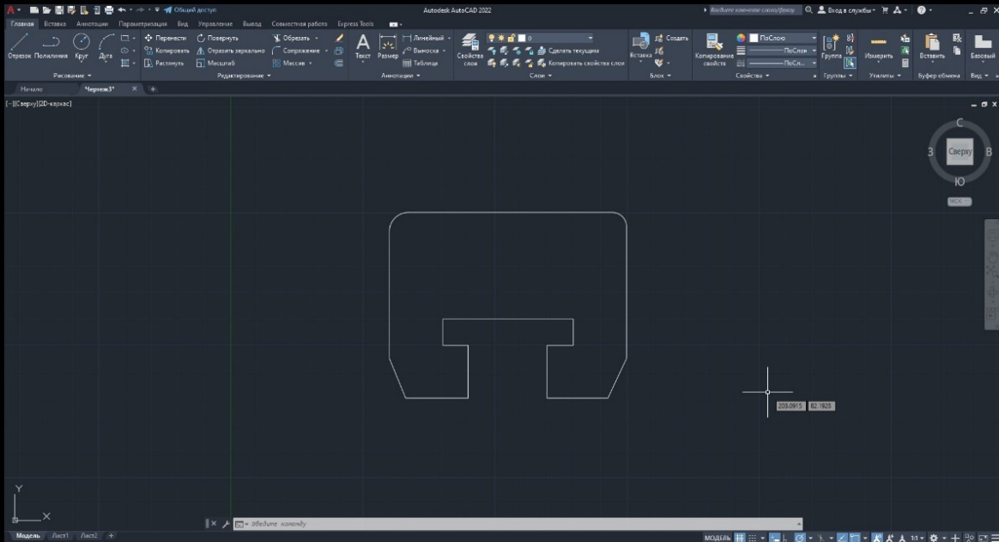 Общий доступ
Autodesk AutoCAD 2022
Введите ключевое слово/фразу
Вход в службы
Главная Вставка Аннотации Параметризация Вид Управление Вывод Совместная работа Express Tools
Отрезок Полилиния Круг Дуга
Перенести Повернуть Обрезать
Копировать Отразить зеркально Сопряжение
Растянуть Масштаб Массив
Текст Размер
Линейный
Выноска
Таблица
Свойства слоя
0
Сделать текущим
Копировать свойства слоя
Вставка
Создать
Копирование свойств
ПоСлою
ПоСлою
ПоСл...
Группа
Измерить
Вставить
Базовый
Рисование Редактирование Аннотации Слои Блок Свойства Группы Утилиты Буфер обмена Вид
Начало Чертеж3* × +
[–][Сверху][2D-каркас]
С
З Сверху В
Ю
МСК
203.0915 82.1928
Y
X
Введите команду
Модель Лист1 Лист2 +
МОДЕЛЬ 1:1